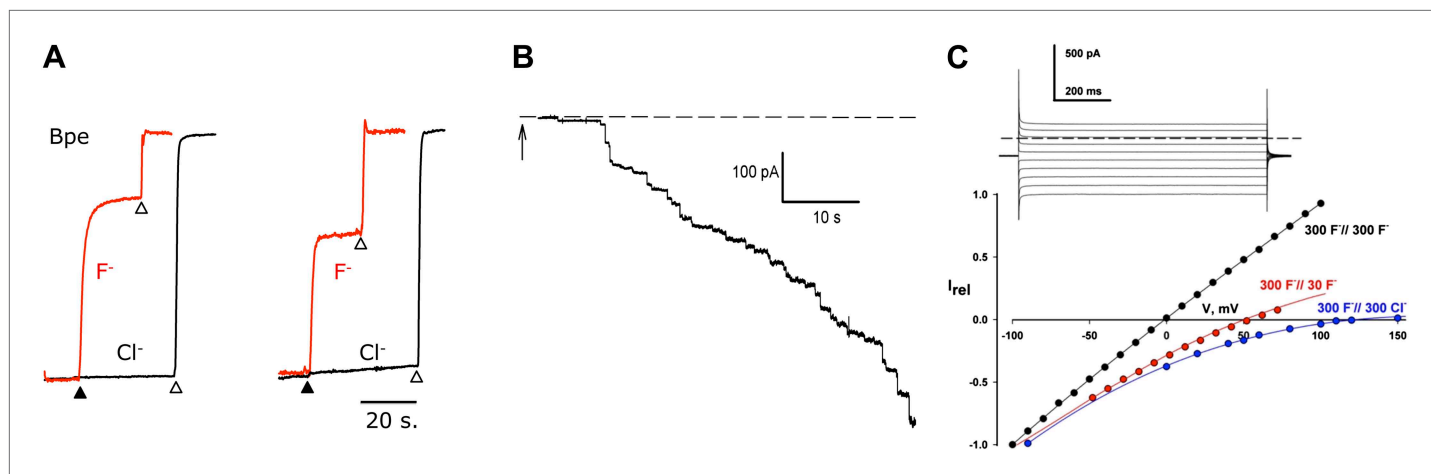 A
Bpe
F⁻
Cl⁻
F⁻
Cl⁻
20 s.
B
100 pA
10 s
C
500 pA
200 ms
1.0
0.5
0.0
-0.5
-1.0
I_rel
300 F⁻// 300 F⁻
300 F⁻// 30 F⁻
V, mV
300 F⁻// 300 Cl⁻
-100 -50 0 50 100 150